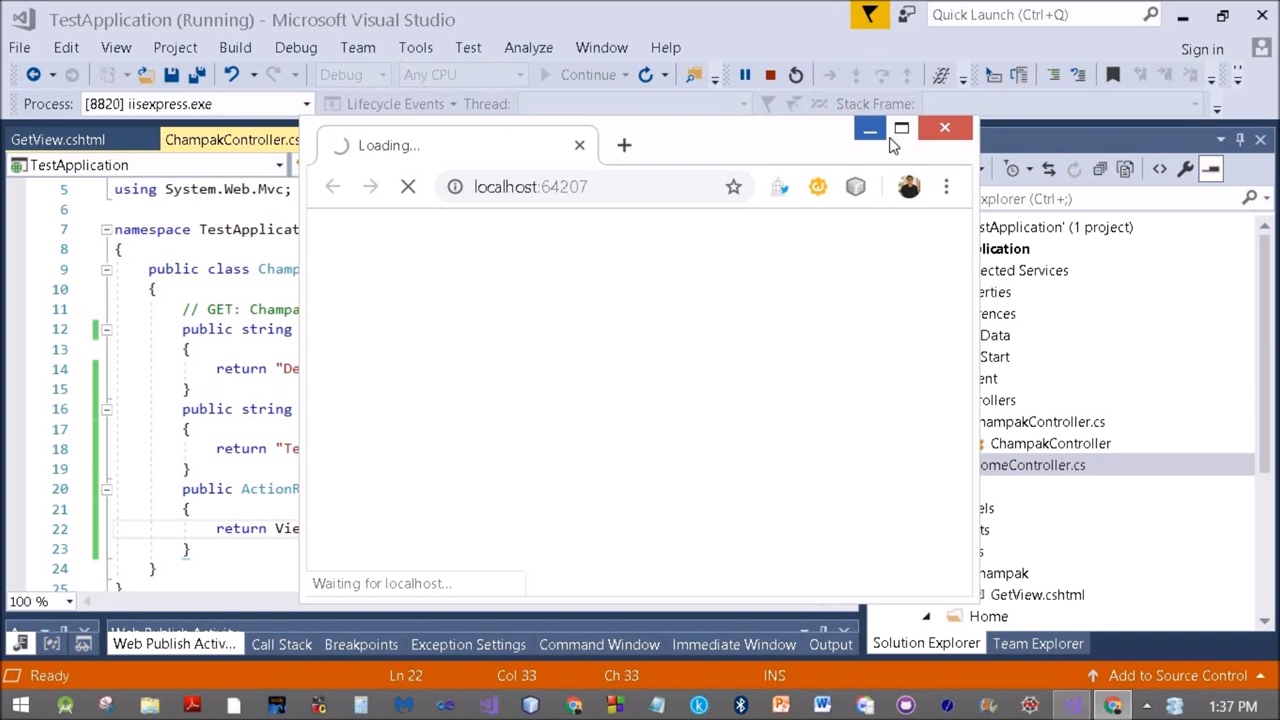 TestApplication (Running) - Microsoft Visual Studio
Quick Launch (Ctrl+Q)
File Edit View Project Build Debug Team Tools Test Analyze Window Help
Sign in
Debug Any CPU Continue
Process: [8820] iisexpress.exe Lifecycle Events Thread: Stack Frame:
GetView.cshtml ChampakController.cs
TestApplication
Loading...
localhost:64207
Explorer (Ctrl+;)
5 using System.Web.Mvc;
6
7 namespace TestApplicat
8 {
9 public class Champ
10 {
11 // GET: Champa
12 public string
13 {
14 return "De
15 }
16 public string
17 {
18 return "Te
19 }
20 public ActionR
21 {
22 return Vie
23 }
24 }
25 }
Waiting for localhost...
stApplication' (1 project)
plication
ected Services
erties
erences
Data
Start
ent
ollers
hampakController.cs
ChampakController
omeController.cs
els
ts
s
hampak
GetView.cshtml
Home
100 %
Web Publish Activity
Web Publish Activ... Call Stack Breakpoints Exception Settings Command Window Immediate Window Output
Solution Explorer Team Explorer
Ready Ln 22 Col 33 Ch 33 INS Add to Source Control
1:37 PM